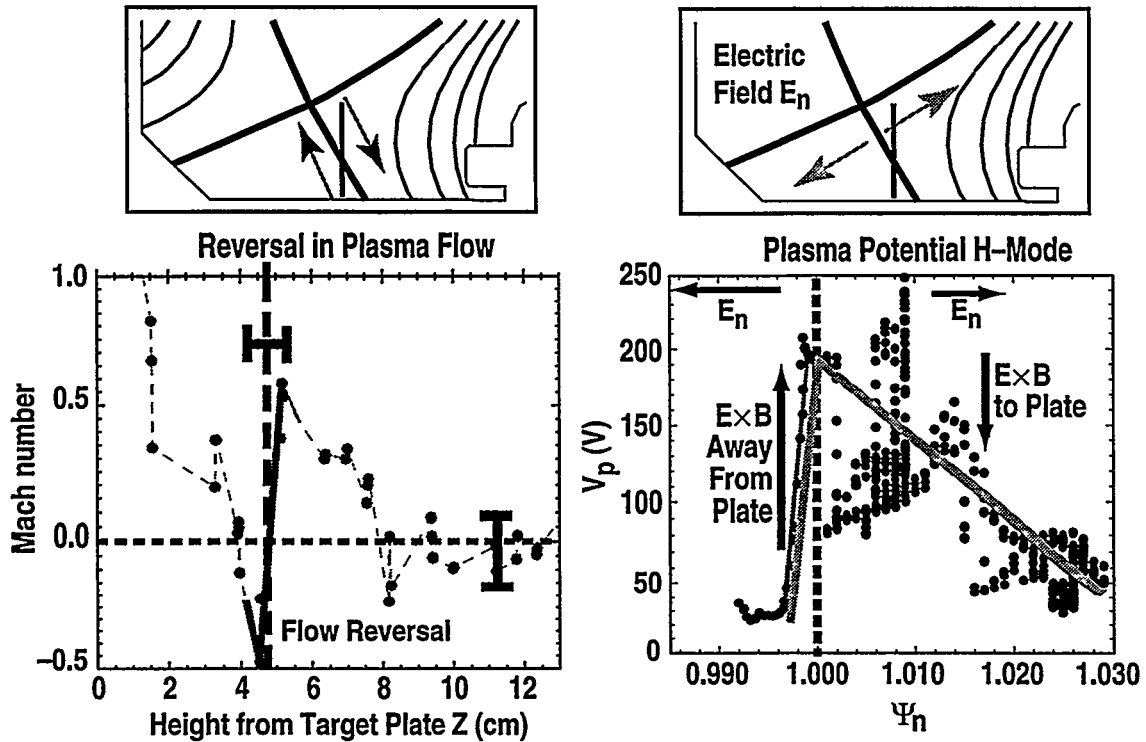 Electric
Field En
Reversal in Plasma Flow
1.0
0.5
0.0
–0.5
Mach number
Flow Reversal
0 2 4 6 8 10 12
Height from Target Plate Z (cm)
Plasma Potential H–Mode
250
200
150
100
50
0
Vp (V)
En
En
E×B
Away
From
Plate
E×B
to Plate
0.990 1.000 1.010 1.020 1.030
Ψn